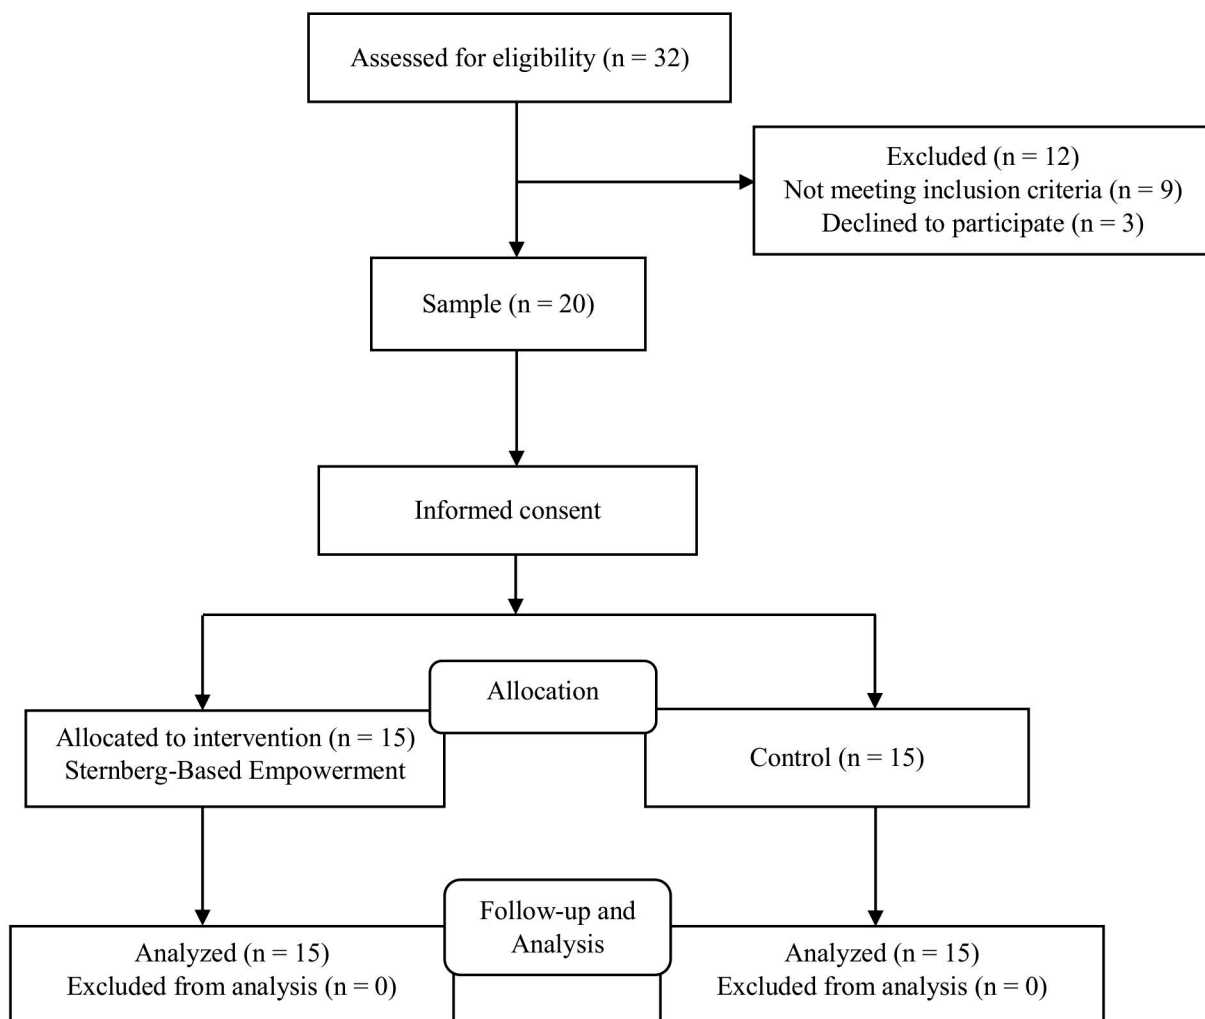 Assessed for eligibility (n = 32)
Excluded (n = 12)
Not meeting inclusion criteria (n = 9)
Declined to participate (n = 3)
Sample (n = 20)
Informed consent
Allocation
Allocated to intervention (n = 15)
Sternberg-Based Empowerment
Control (n = 15)
Follow-up and
Analysis
Analyzed (n = 15)
Excluded from analysis (n = 0)
Analyzed (n = 15)
Excluded from analysis (n = 0)